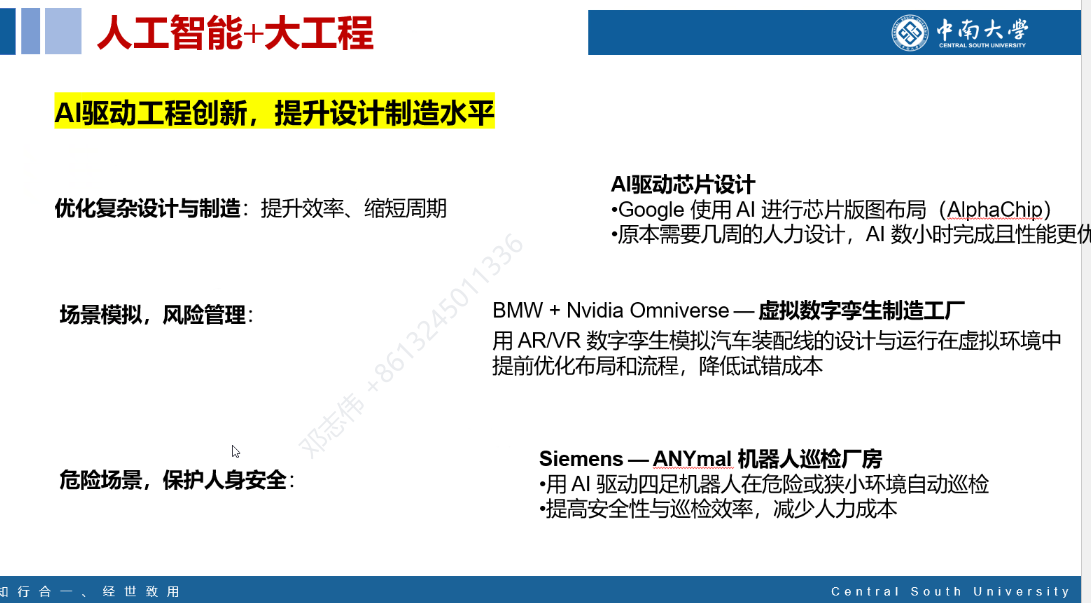 人工智能+大工程
中南大学
CENTRAL SOUTH UNIVERSITY
AI驱动工程创新，提升设计制造水平
优化复杂设计与制造：提升效率、缩短周期
AI驱动芯片设计
•Google 使用 AI 进行芯片版图布局（AlphaChip）
•原本需要几周的人力设计，AI 数小时完成且性能更优
场景模拟，风险管理：
BMW + Nvidia Omniverse — 虚拟数字孪生制造工厂
用 AR/VR 数字孪生模拟汽车装配线的设计与运行在虚拟环境中
提前优化布局和流程，降低试错成本
邓志伟 +8613245011336
危险场景，保护人身安全：
Siemens — ANYmal 机器人巡检厂房
•用 AI 驱动四足机器人在危险或狭小环境自动巡检
•提高安全性与巡检效率，减少人力成本
知行合一、经世致用
Central South University